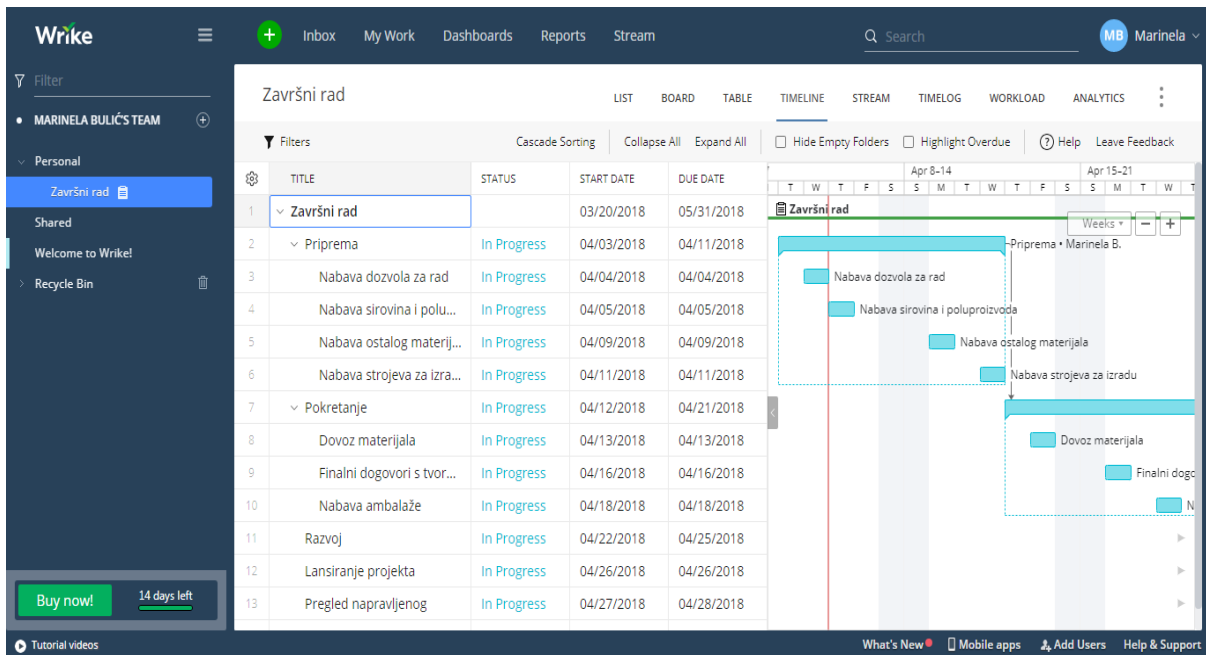 Wrike
Inbox My Work Dashboards Reports Stream
Search
MB Marinela
Filter
MARINELA BULIĆ'S TEAM
Personal
Završni rad
Shared
Welcome to Wrike!
Recycle Bin
Buy now! 14 days left
Završni rad
LIST BOARD TABLE TIMELINE STREAM TIMELOG WORKLOAD ANALYTICS
Filters Cascade Sorting Collapse All Expand All Hide Empty Folders Highlight Overdue ? Help Leave Feedback
TITLE STATUS START DATE DUE DATE
1 Završni rad 03/20/2018 05/31/2018
2 Priprema In Progress 04/03/2018 04/11/2018
3 Nabava dozvola za rad In Progress 04/04/2018 04/04/2018
4 Nabava sirovina i polu... In Progress 04/05/2018 04/05/2018
5 Nabava ostalog materij... In Progress 04/09/2018 04/09/2018
6 Nabava strojeva za izra... In Progress 04/11/2018 04/11/2018
7 Pokretanje In Progress 04/12/2018 04/21/2018
8 Dovoz materijala In Progress 04/13/2018 04/13/2018
9 Finalni dogovori s tvor... In Progress 04/16/2018 04/16/2018
10 Nabava ambalaže In Progress 04/18/2018 04/18/2018
11 Razvoj In Progress 04/22/2018 04/25/2018
12 Lansiranje projekta In Progress 04/26/2018 04/26/2018
13 Pregled napravljenog In Progress 04/27/2018 04/28/2018
Apr 8-14 Apr 15-21
T W T F S S M T W T F S S M T W T
Završni rad
Weeks
Priprema • Marinela B.
Nabava dozvola za rad
Nabava sirovina i poluproizvoda
Nabava ostalog materijala
Nabava strojeva za izradu
Dovoz materijala
Finalni dogo
N
Tutorial videos
What's New Mobile apps Add Users Help & Support